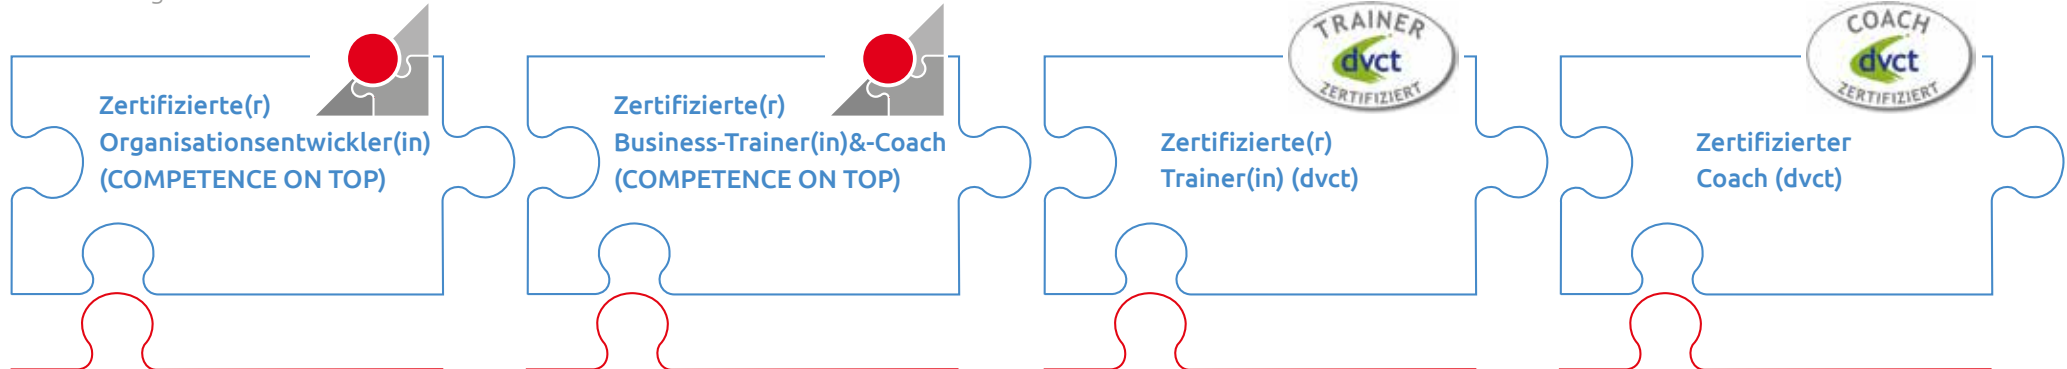 Zertifizierte(r)
Organisationsentwickler(in)
(COMPETENCE ON TOP)
Zertifizierte(r)
Business-Trainer(in)&-Coach
(COMPETENCE ON TOP)
TRAINER
dvct
ZERTIFIZIERT
Zertifizierte(r)
Trainer(in) (dvct)
COACH
dvct
ZERTIFIZIERT
Zertifizierter
Coach (dvct)